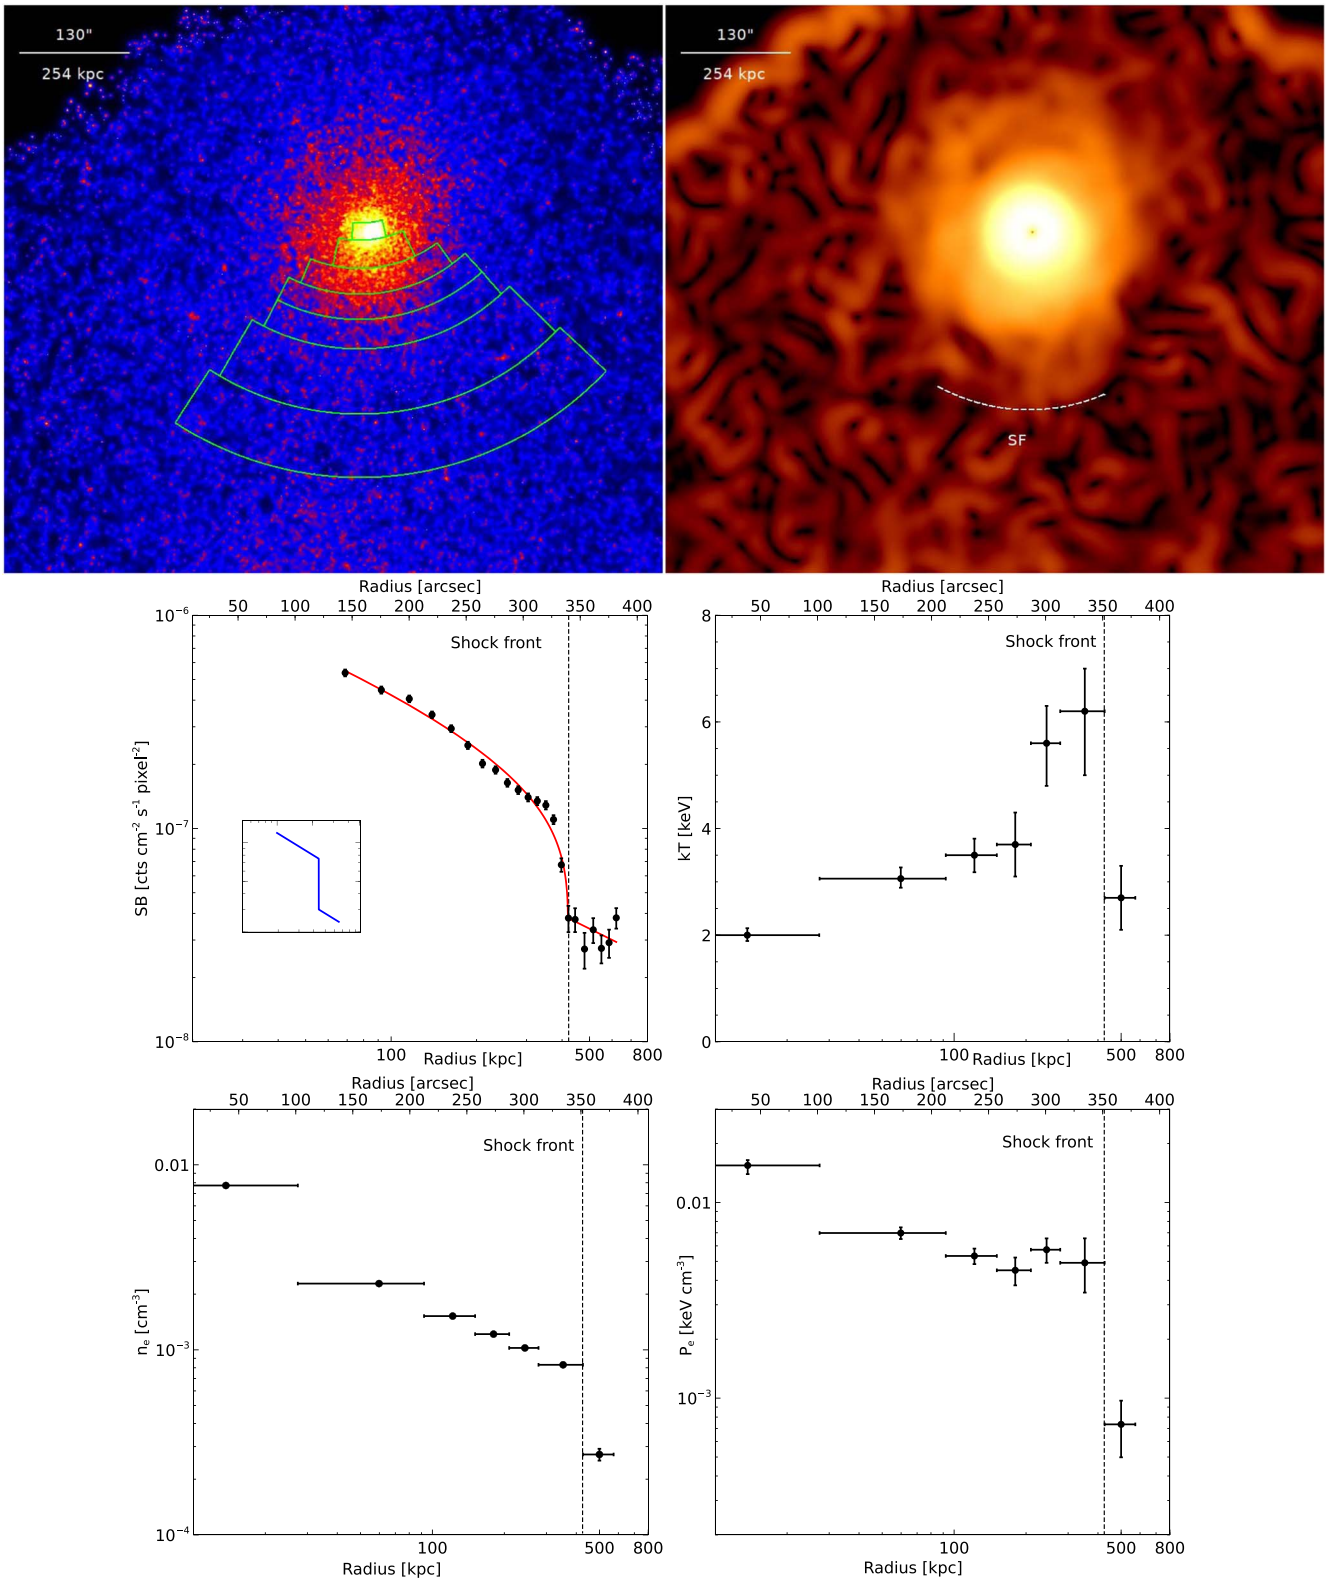 130"
254 kpc
130"
254 kpc
SF
Radius [arcsec]
50 100 150 200 250 300 350 400
10⁻⁶
Shock front
SB [cts cm⁻² s⁻¹ pixel⁻²]
10⁻⁷
10⁻⁸
100 500 800
Radius [kpc]
Radius [arcsec]
50 100 150 200 250 300 350 400
8
Shock front
6
kT [keV]
4
2
0
100 500 800
Radius [kpc]
Radius [arcsec]
50 100 150 200 250 300 350 400
Shock front
0.01
nₑ [cm⁻³]
10⁻³
10⁻⁴
100 500 800
Radius [kpc]
Radius [arcsec]
50 100 150 200 250 300 350 400
Shock front
0.01
Pₑ [keV cm⁻³]
10⁻³
100 500 800
Radius [kpc]